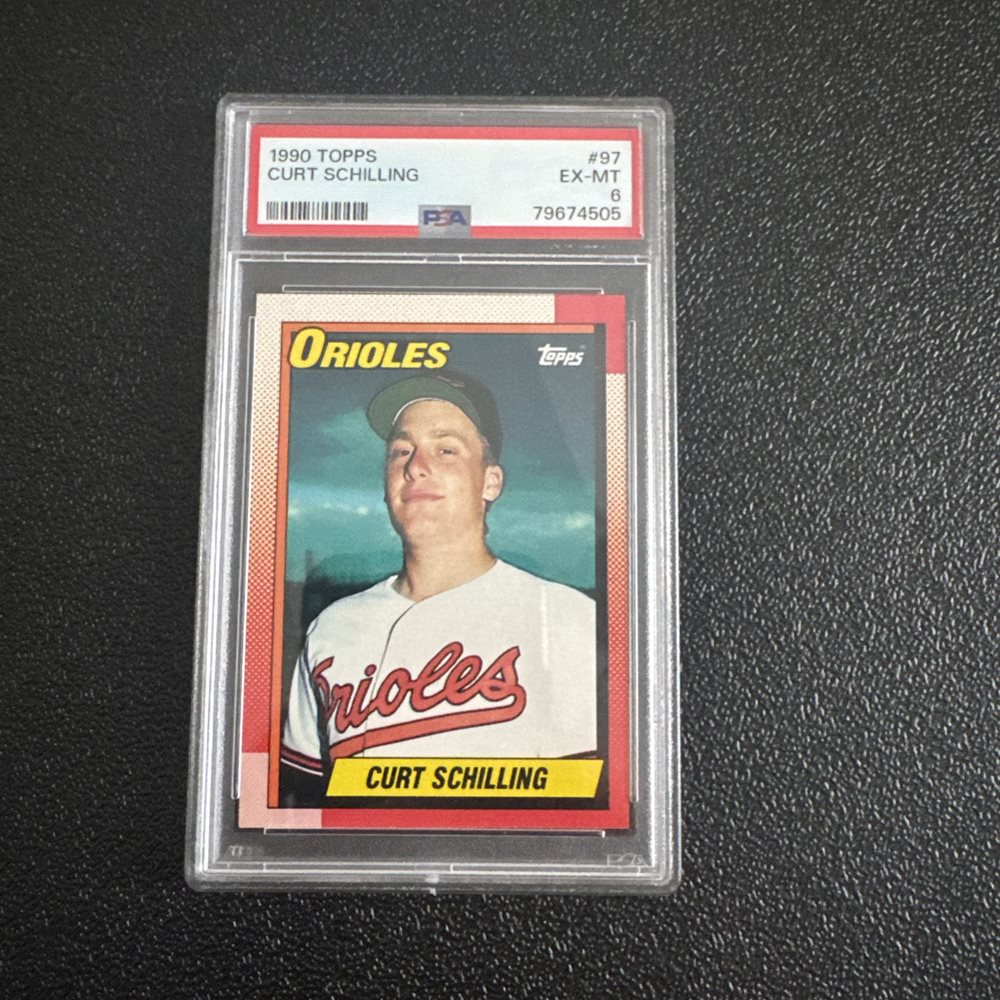 1990 TOPPS #97
CURT SCHILLING EX-MT
6
PSA 79674505
ORIOLES topps
Orioles
CURT SCHILLING